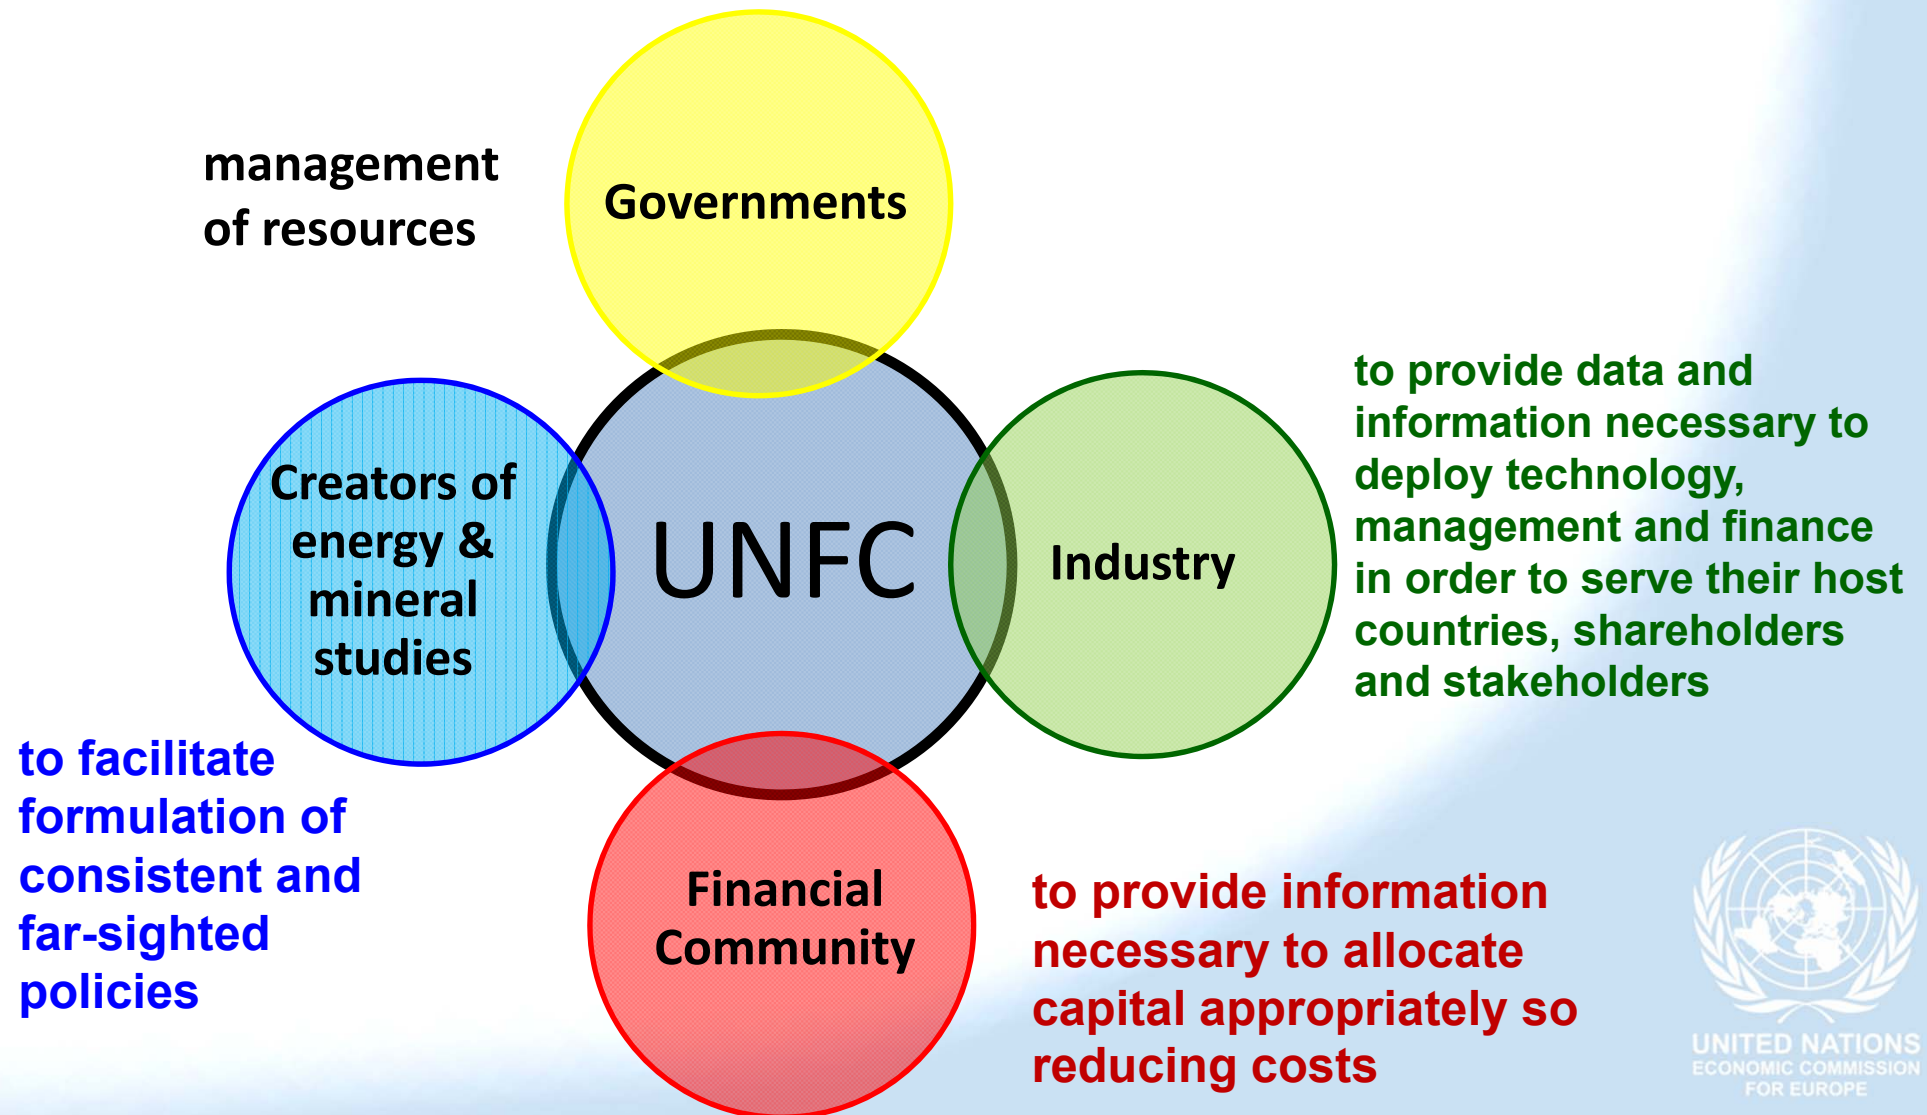 management
of resources
Governments
Creators of
energy &
mineral
studies
UNFC
Industry
to provide data and
information necessary to
deploy technology,
management and finance
in order to serve their host
countries, shareholders
and stakeholders
to facilitate
formulation of
consistent and
far-sighted
policies
Financial
Community
to provide information
necessary to allocate
capital appropriately so
reducing costs
UNITED NATIONS
ECONOMIC COMMISSION
FOR EUROPE